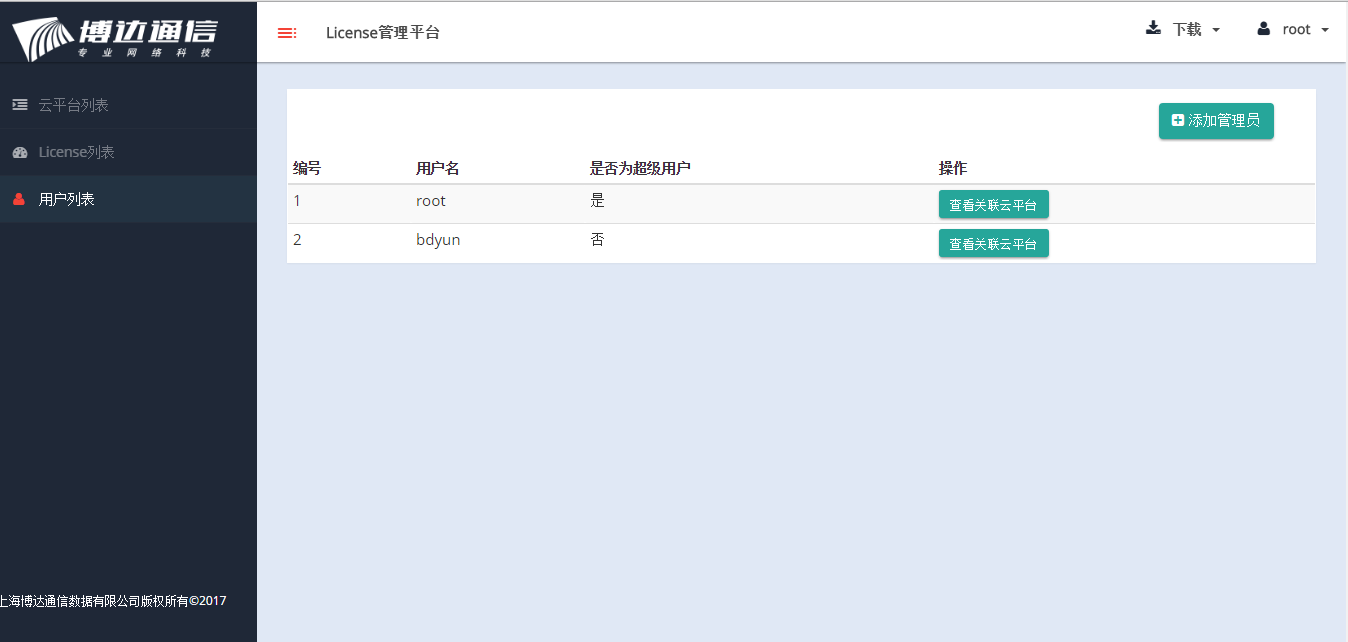 博达通信
专业网络科技
License管理平台
下载
root
云平台列表
License列表
用户列表
添加管理员
编号 用户名 是否为超级用户 操作
1 root 是 查看关联云平台
2 bdyun 否 查看关联云平台
上海博达通信数据有限公司版权所有©2017